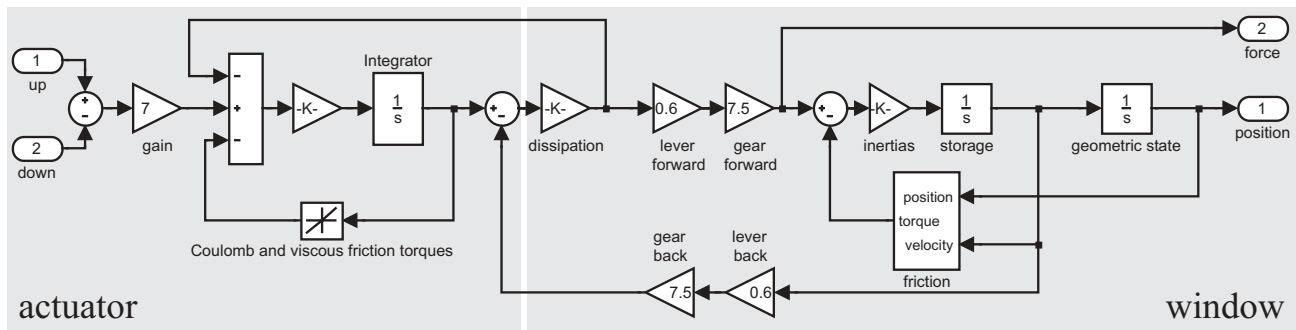 1
up
2
down
+
-
7
gain
-
+
-
-K-
Integrator
1
s
Coulomb and viscous friction torques
+
-
-K-
dissipation
0.6
lever
forward
7.5
gear
forward
+
-
-K-
inertias
1
s
storage
1
s
geometric state
2
force
1
position
position
torque
velocity
friction
gear
back
7.5
lever
back
0.6
actuator
window